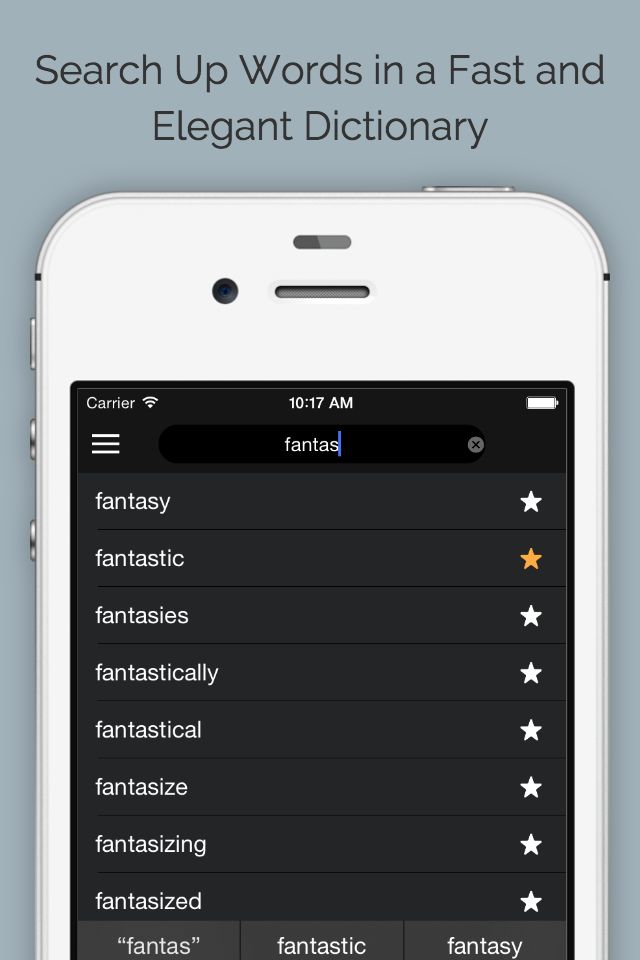 Search Up Words in a Fast and
Elegant Dictionary
Carrier 10:17 AM
fantas
fantasy
fantastic
fantasies
fantastically
fantastical
fantasize
fantasizing
fantasized
“fantas” fantastic fantasy